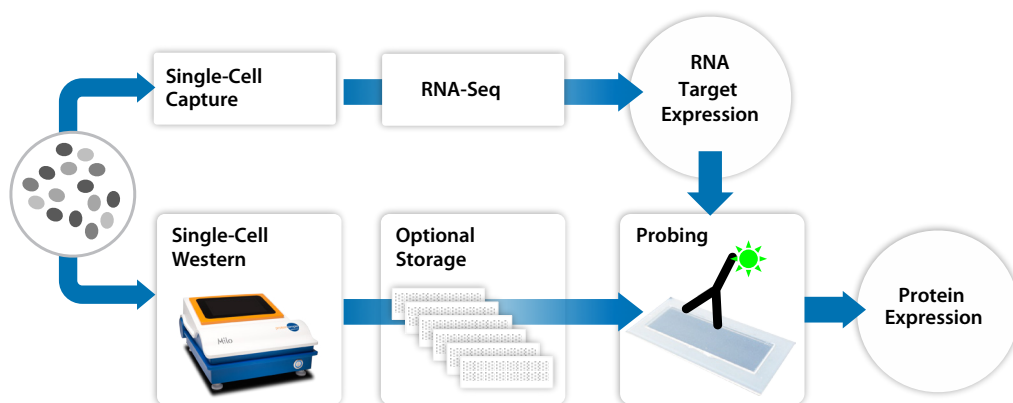 Single-Cell
Capture
RNA-Seq
RNA
Target
Expression
Single-Cell
Western
Optional
Storage
Probing
Protein
Expression
Milo